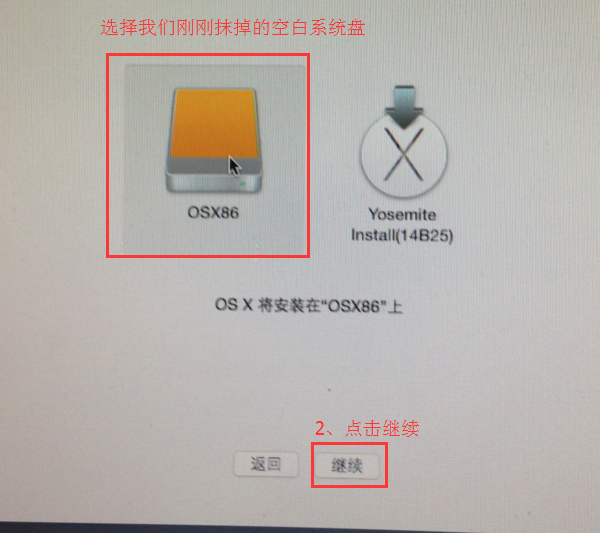 选择我们刚刚抹掉的空白系统盘
OSX86
Yosemite
Install(14B25)
OS X 将安装在“OSX86”上
2、点击继续
返回
继续